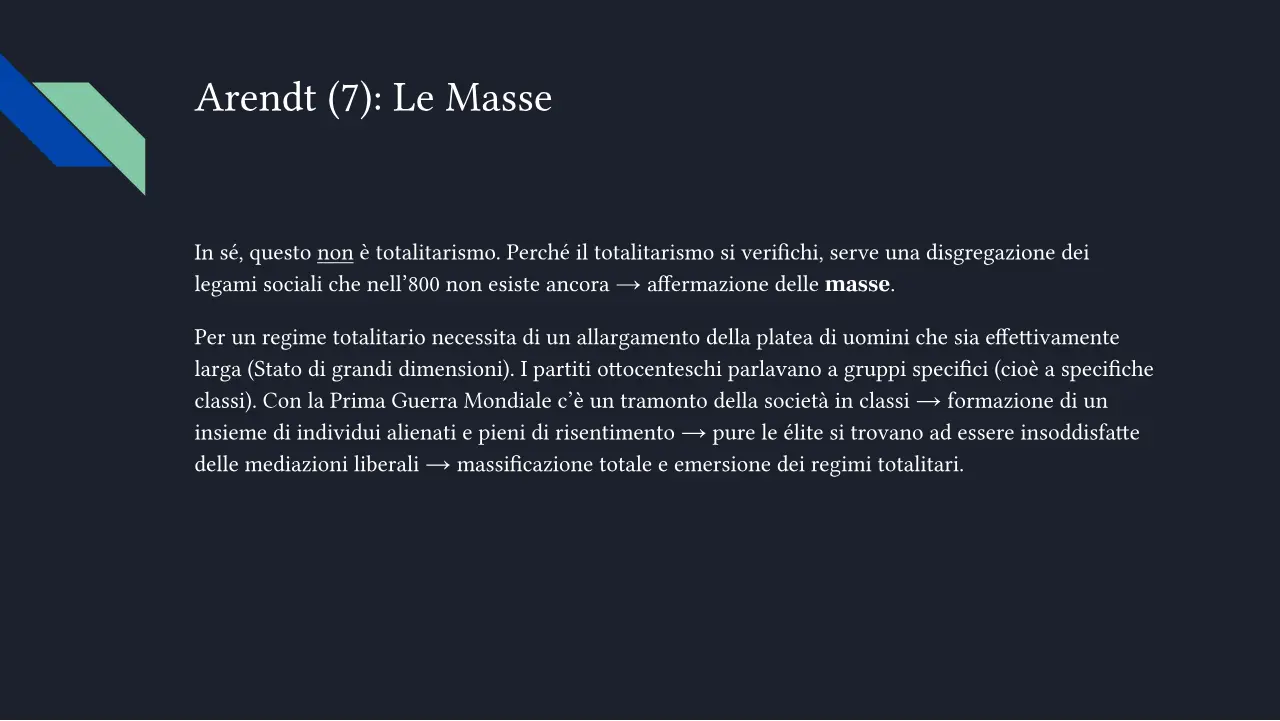 Arendt (7): Le Masse
In sé, questo non è totalitarismo. Perché il totalitarismo si verifichi, serve una disgregazione dei
legami sociali che nell’800 non esiste ancora → affermazione delle masse.
Per un regime totalitario necessita di un allargamento della platea di uomini che sia effettivamente
larga (Stato di grandi dimensioni). I partiti ottocenteschi parlavano a gruppi specifici (cioè a specifiche
classi). Con la Prima Guerra Mondiale c’è un tramonto della società in classi → formazione di un
insieme di individui alienati e pieni di risentimento → pure le élite si trovano ad essere insoddisfatte
delle mediazioni liberali → massificazione totale e emersione dei regimi totalitari.